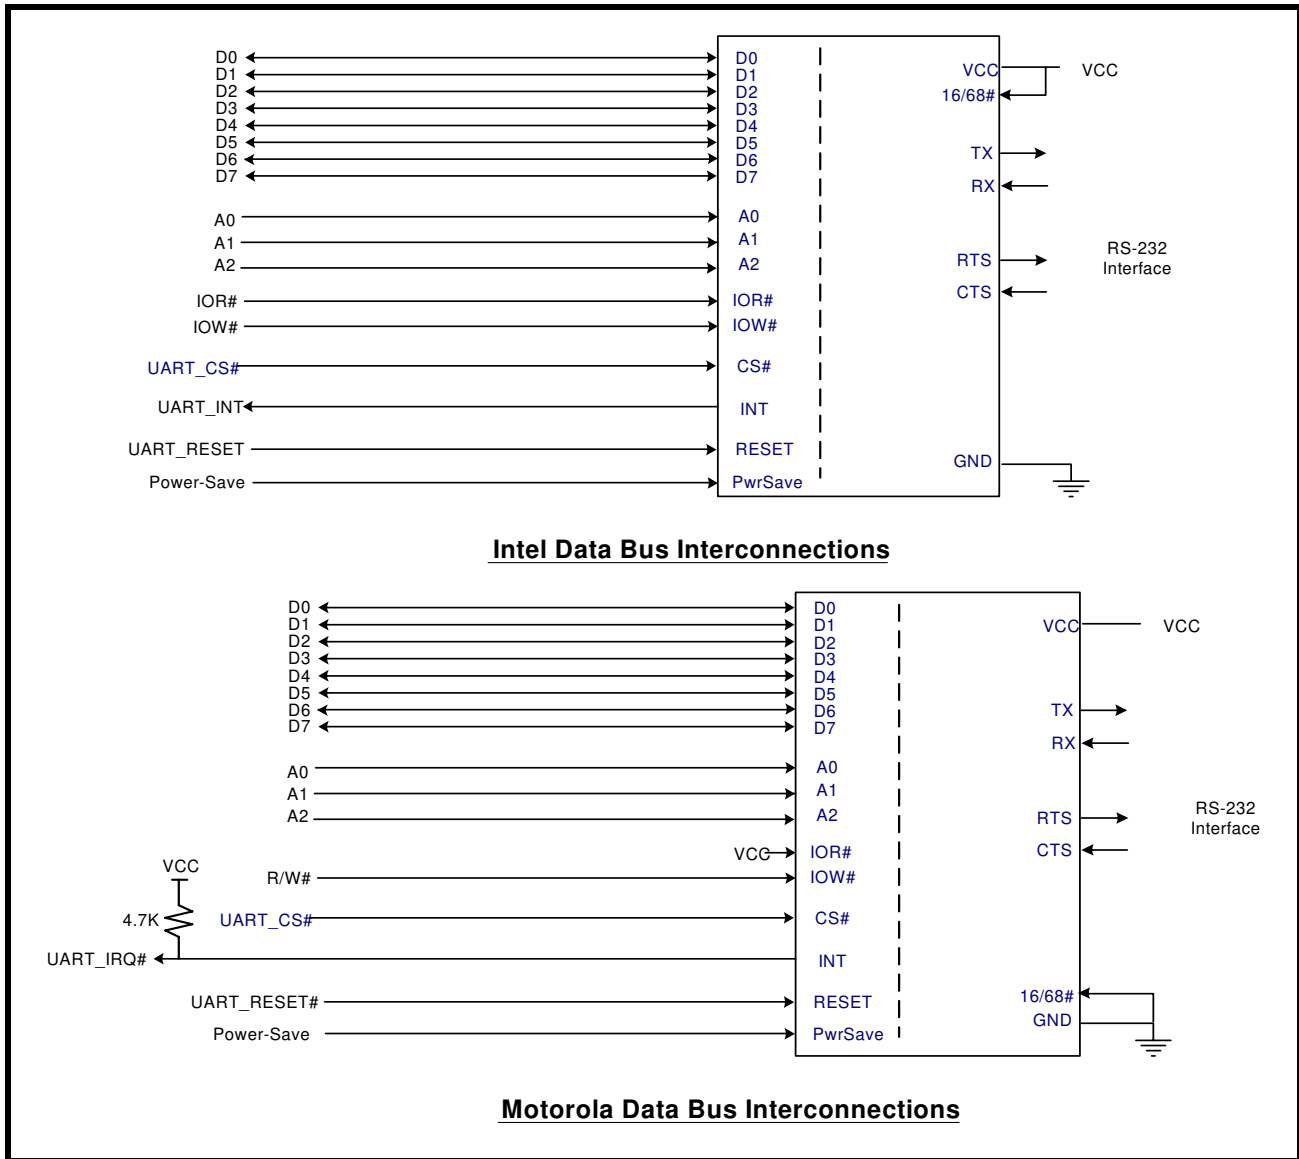 D0 D0
D1 D1
D2 D2
D3 D3
D4 D4
D5 D5
D6 D6
D7 D7
A0 A0
A1 A1
A2 A2
IOR# IOR#
IOW# IOW#
UART_CS# CS#
UART_INT INT
UART_RESET RESET
Power-Save PwrSave
VCC VCC
16/68#
TX
RX
RTS
CTS
RS-232
Interface
GND
Intel Data Bus Interconnections
D0 D0
D1 D1
D2 D2
D3 D3
D4 D4
D5 D5
D6 D6
D7 D7
A0 A0
A1 A1
A2 A2
VCC IOR#
R/W# IOW#
VCC
4.7K
UART_CS# CS#
UART_IRQ# INT
UART_RESET# RESET
Power-Save PwrSave
VCC VCC
TX
RX
RTS
CTS
RS-232
Interface
16/68#
GND
Motorola Data Bus Interconnections